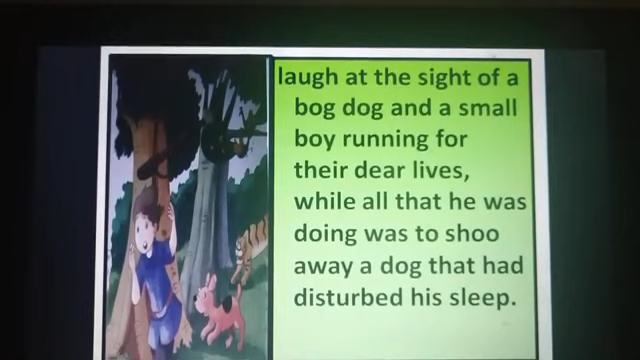 laugh at the sight of a
bog dog and a small
boy running for
their dear lives,
while all that he was
doing was to shoo
away a dog that had
disturbed his sleep.